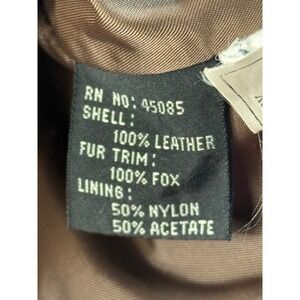 RN NO: 45085
SHELL:
100% LEATHER
FUR TRIM:
100% FOX
LINING:
50% NYLON
50% ACETATE